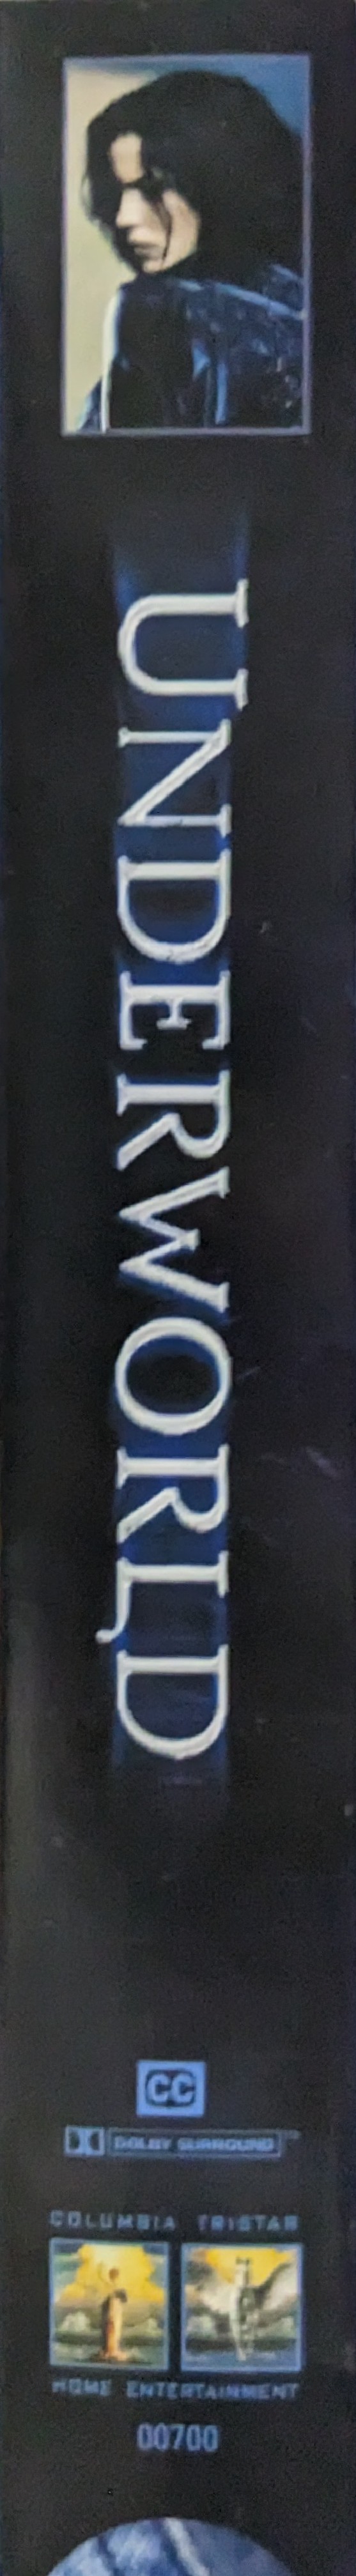 UNDERWORLD
CC
DOLBY SURROUND
COLUMBIA TRISTAR
HOME ENTERTAINMENT
00700